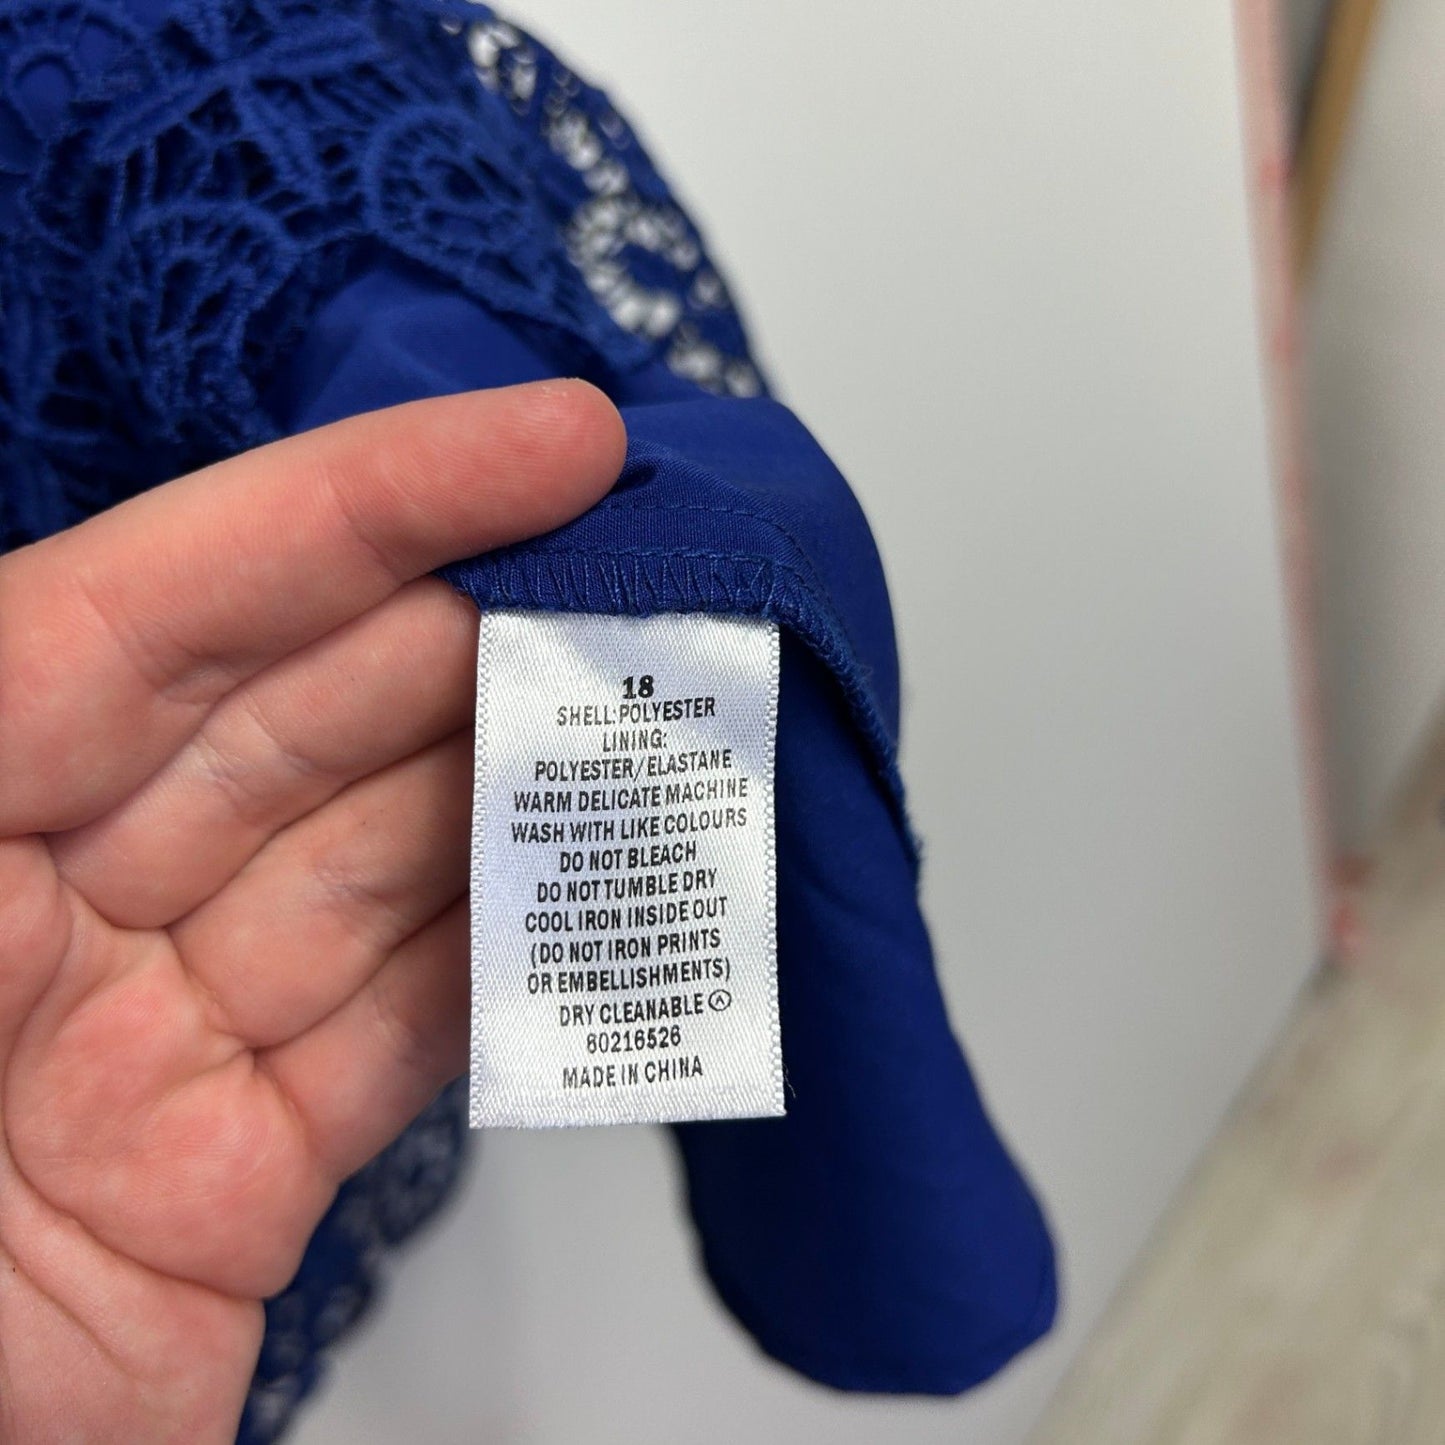 18
SHELL:POLYESTER
LINING:
POLYESTER/ELASTANE
WARM DELICATE MACHINE
WASH WITH LIKE COLOURS
DO NOT BLEACH
DO NOT TUMBLE DRY
COOL IRON INSIDE OUT
(DO NOT IRON PRINTS
OR EMBELLISHMENTS)
DRY CLEANABLE Ⓐ
60216526
MADE IN CHINA